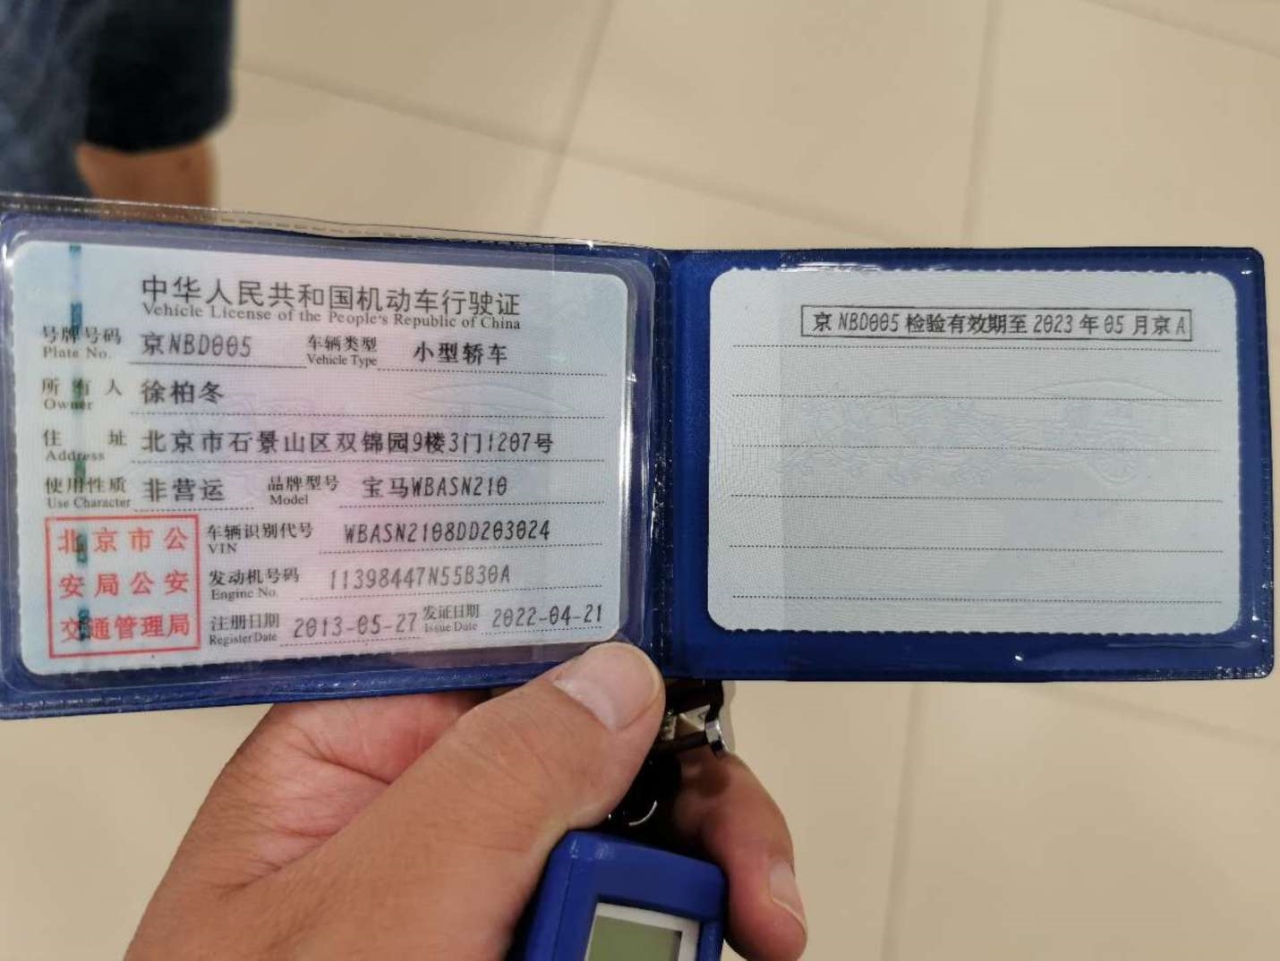 中华人民共和国机动车行驶证
Vehicle License of the People's Republic of China
号牌号码 京NBD005 车辆类型 小型轿车
Plate No. Vehicle Type
所有人 徐柏冬
Owner
住址 北京市石景山区双锦园9楼3门1207号
Address
使用性质 非营运 品牌型号 宝马WBASN210
Use Character Model
北京市公
安局公安
交通管理局
车辆识别代号 WBASN2108DD203024
VIN
发动机号码 11398447N55B30A
Engine No.
注册日期 2013-05-27 发证日期 2022-04-21
Register Date Issue Date
京NBD005检验有效期至2023年05月京A